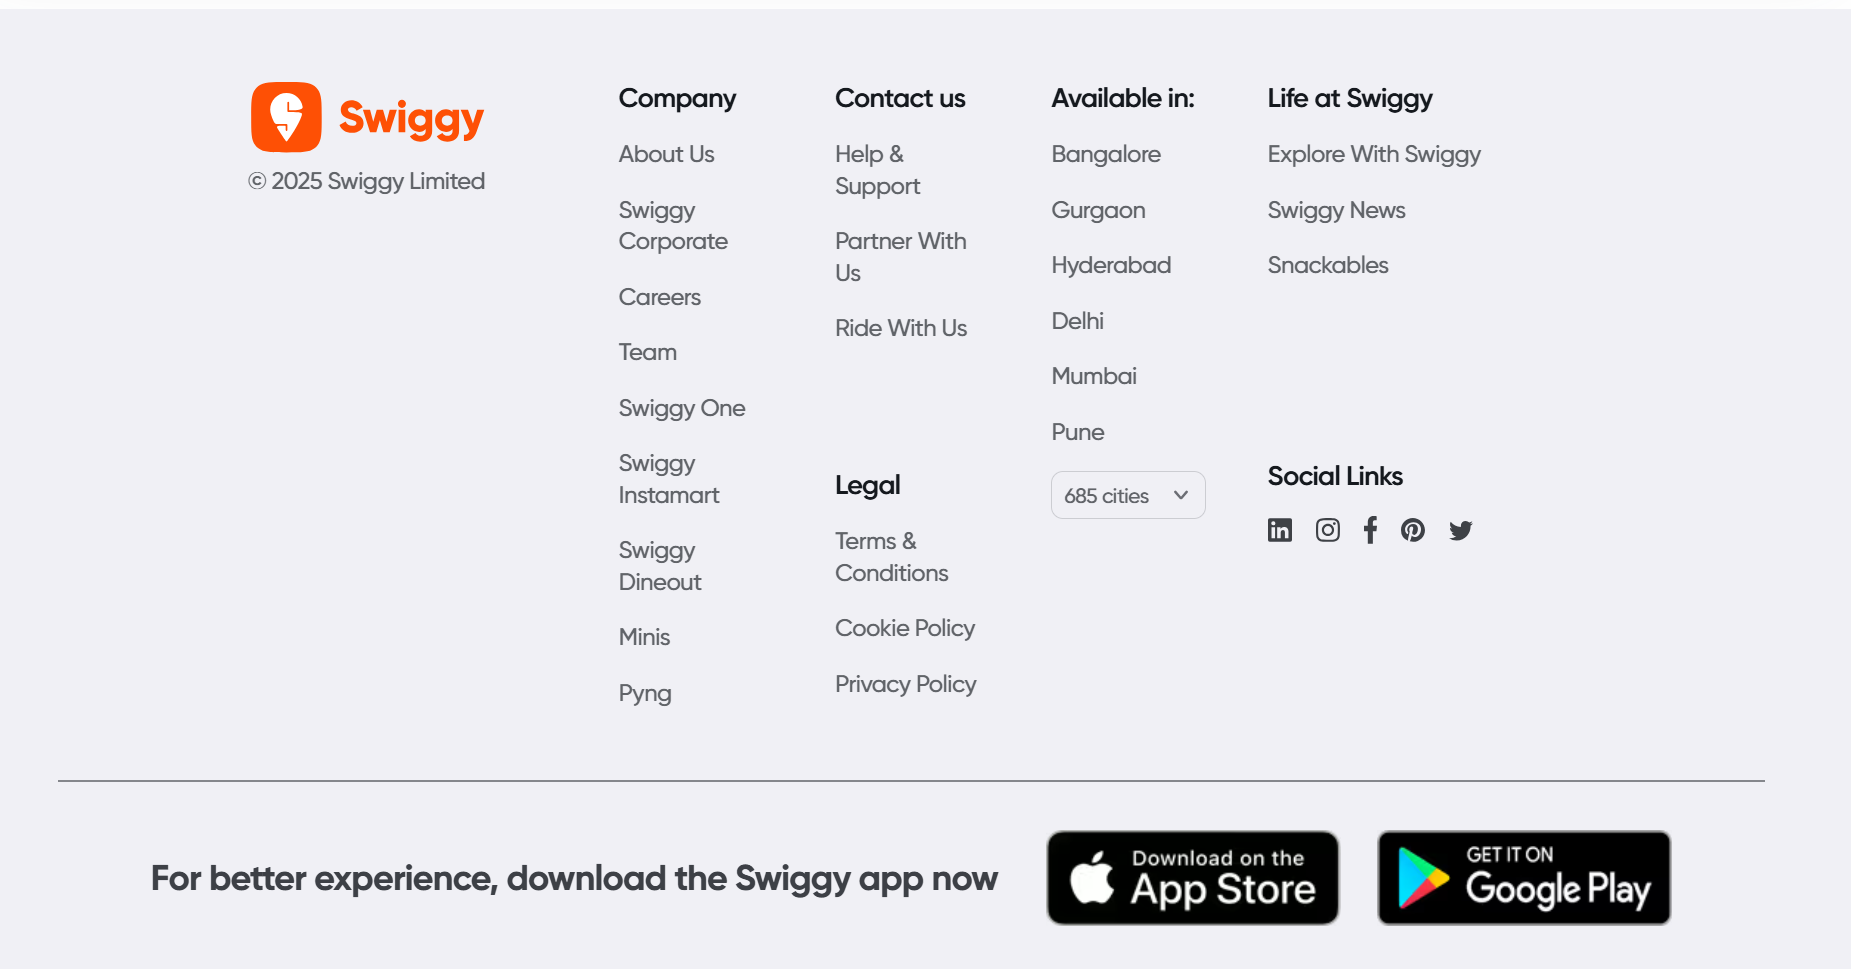 Swiggy
© 2025 Swiggy Limited
Company
About Us
Swiggy
Corporate
Careers
Team
Swiggy One
Swiggy
Instamart
Swiggy
Dineout
Minis
Pyng
Contact us
Help &
Support
Partner With
Us
Ride With Us
Legal
Terms &
Conditions
Cookie Policy
Privacy Policy
Available in:
Bangalore
Gurgaon
Hyderabad
Delhi
Mumbai
Pune
685 cities
Life at Swiggy
Explore With Swiggy
Swiggy News
Snackables
Social Links
For better experience, download the Swiggy app now
Download on the
App Store
GET IT ON
Google Play